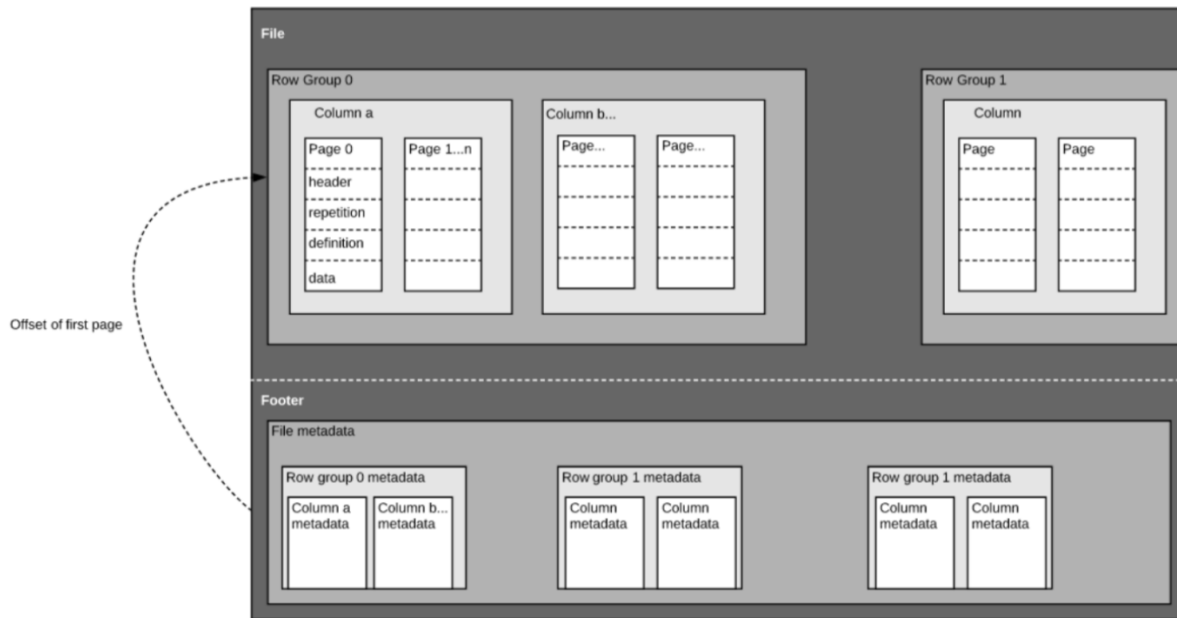 File
Row Group 0
Row Group 1
Column a
Column b...
Column
Page 0
Page 1...n
Page...
Page...
Page
Page
header
repetition
definition
data
Offset of first page
Footer
File metadata
Row group 0 metadata
Row group 1 metadata
Row group 1 metadata
Column a
metadata
Column b...
metadata
Column
metadata
Column
metadata
Column
metadata
Column
metadata